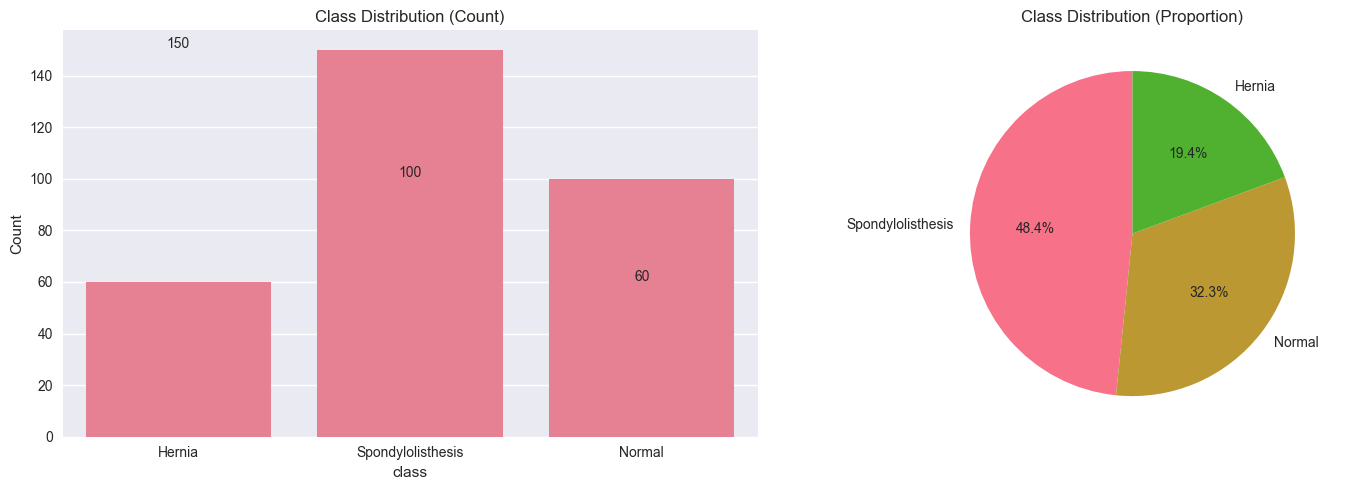 Class Distribution (Count)
150
140
120
100
100
80
60
60
40
20
0
Count
Hernia
Spondylolisthesis
Normal
class
Class Distribution (Proportion)
Hernia
19.4%
Spondylolisthesis
48.4%
32.3%
Normal